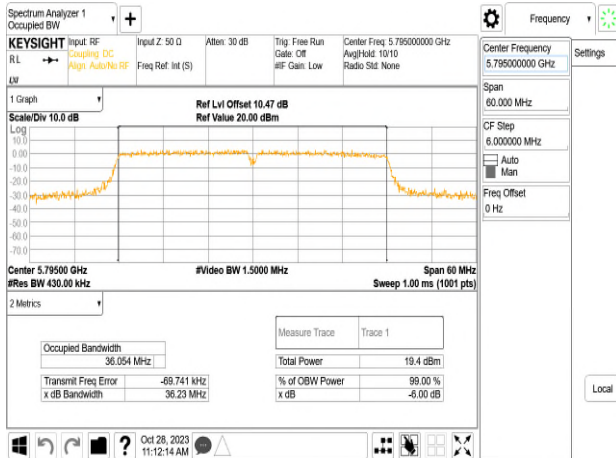 Spectrum Analyzer 1
Occupied BW
Frequency
Settings
KEYSIGHT
RL
Input: RF
Coupling: DC
Align: Auto/No RF
Input Z: 50 Ω
Freq Ref: Int (S)
Atten: 30 dB
Trig: Free Run
Gate: Off
#IF Gain: Low
Center Freq: 5.795000000 GHz
Avg|Hold: 10/10
Radio Std: None
Center Frequency
5.795000000 GHz
Span
60.000 MHz
CF Step
6.000000 MHz
Auto
Man
Freq Offset
0 Hz
Local
1 Graph
Scale/Div 10.0 dB
Ref Lvl Offset 10.47 dB
Ref Value 20.00 dBm
Log
10.0
0.00
-10.0
-20.0
-30.0
-40.0
-50.0
-60.0
-70.0
Center 5.79500 GHz
#Res BW 430.00 kHz
#Video BW 1.5000 MHz
Span 60 MHz
Sweep 1.00 ms (1001 pts)
2 Metrics
Measure Trace
Trace 1
Occupied Bandwidth
36.054 MHz
Total Power
19.4 dBm
Transmit Freq Error
-69.741 kHz
% of OBW Power
99.00 %
x dB Bandwidth
36.23 MHz
x dB
-6.00 dB
Oct 28, 2023
11:12:14 AM